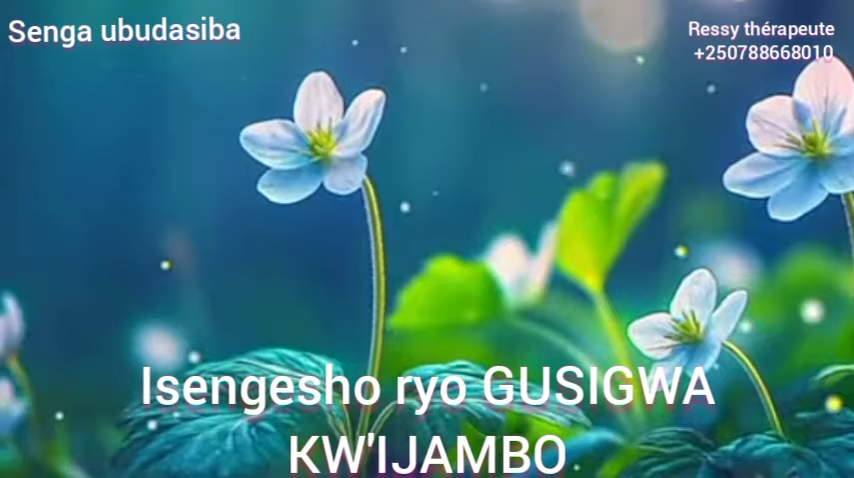 Senga ubudasiba
Ressy thérapeute
+250788668010
Isengesho ryo GUSIGWA
KW'IJAMBO